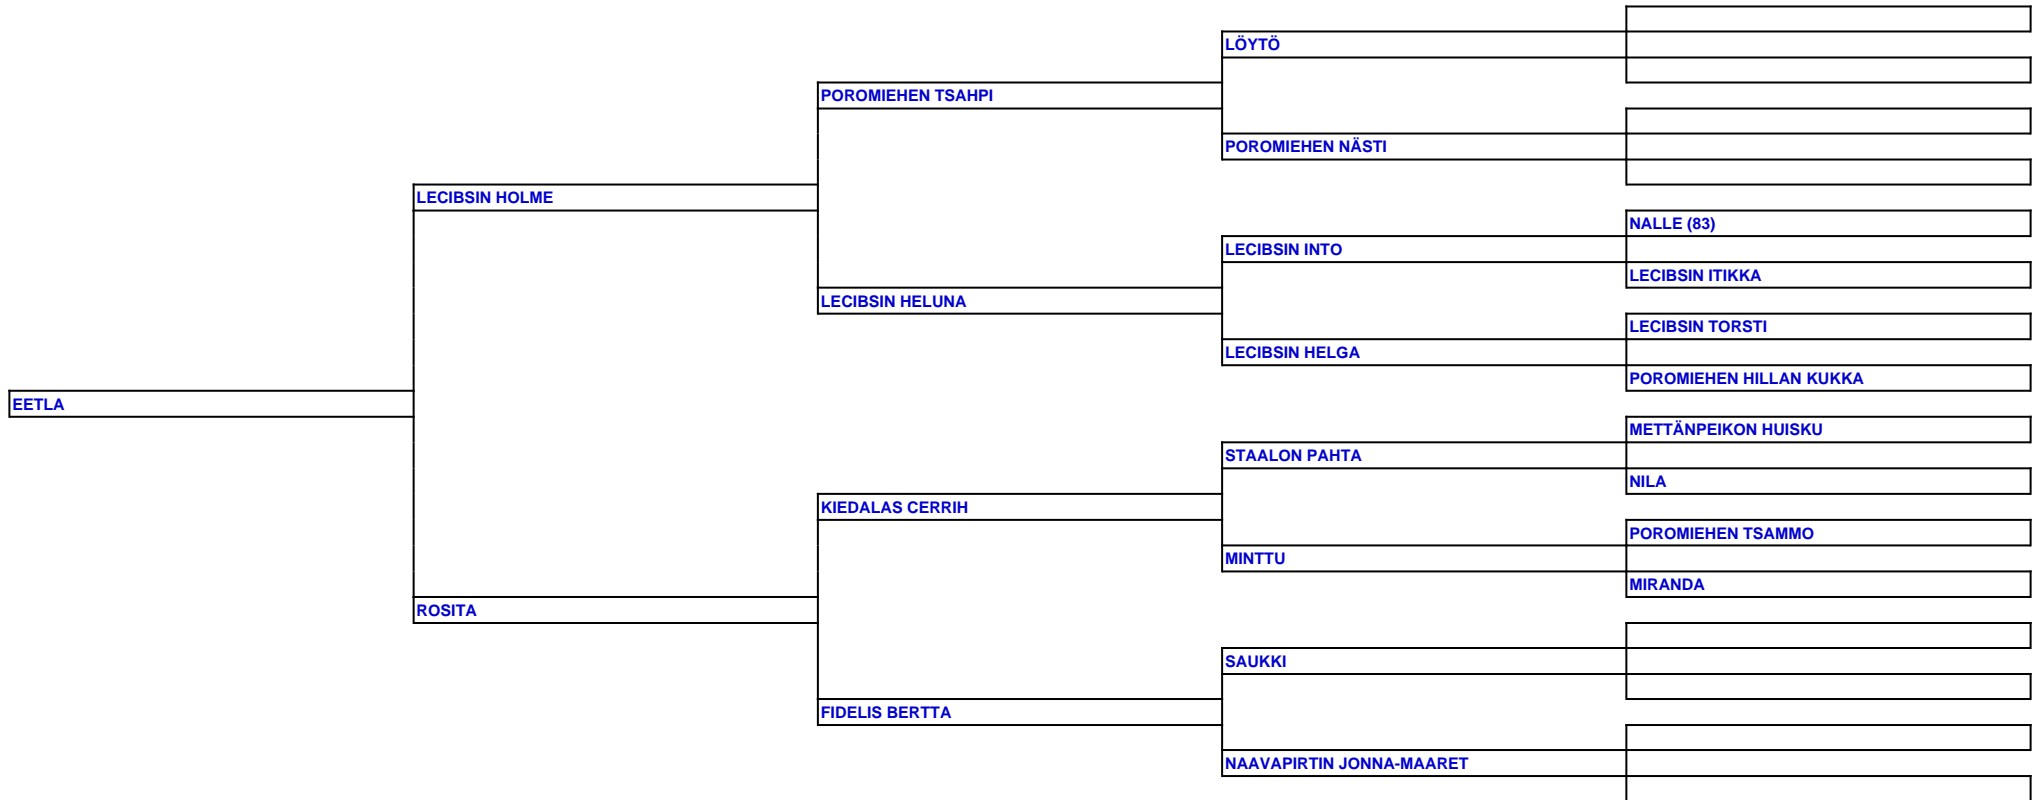 LÖYTÖ
POROMIEHEN TSAHPI
POROMIEHEN NÄSTI
LECIBSIN HOLME
NALLE (83)
LECIBSIN INTO
LECIBSIN ITIKKA
LECIBSIN HELUNA
LECIBSIN TORSTI
LECIBSIN HELGA
POROMIEHEN HILLAN KUKKA
EETLA
METTÄNPEIKON HUISKU
STAALON PAHTA
NILA
KIEDALAS CERRIH
POROMIEHEN TSAMMO
MINTTU
MIRANDA
ROSITA
SAUKKI
FIDELIS BERTTA
NAAVAPIRTIN JONNA-MAARET